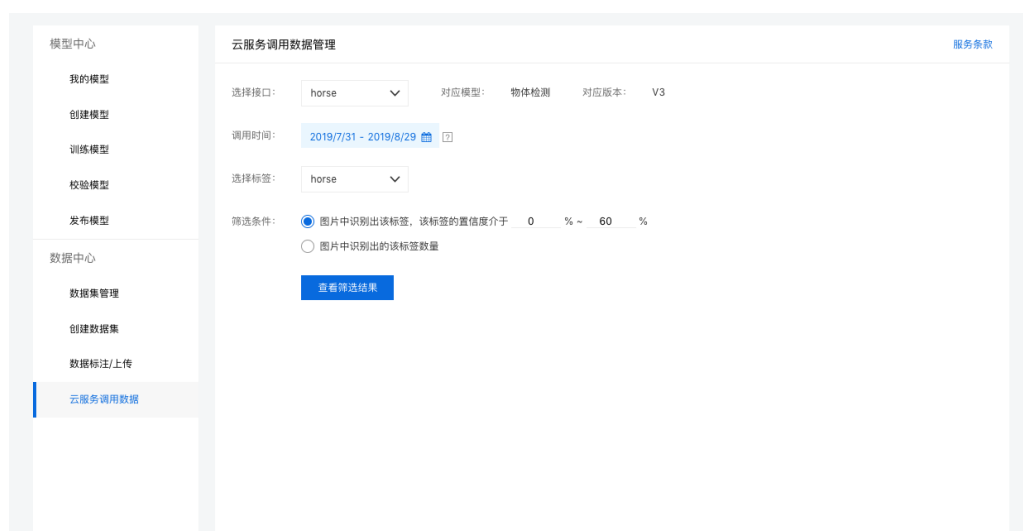 模型中心
我的模型
创建模型
训练模型
校验模型
发布模型
数据中心
数据集管理
创建数据集
数据标注/上传
云服务调用数据
云服务调用数据管理 服务条款
选择接口： horse 对应模型： 物体检测 对应版本： V3
调用时间： 2019/7/31 - 2019/8/29 ?
选择标签： horse
筛选条件： 图片中识别出该标签，该标签的置信度介于 0 % ~ 60 %
图片中识别出的该标签数量
查看筛选结果